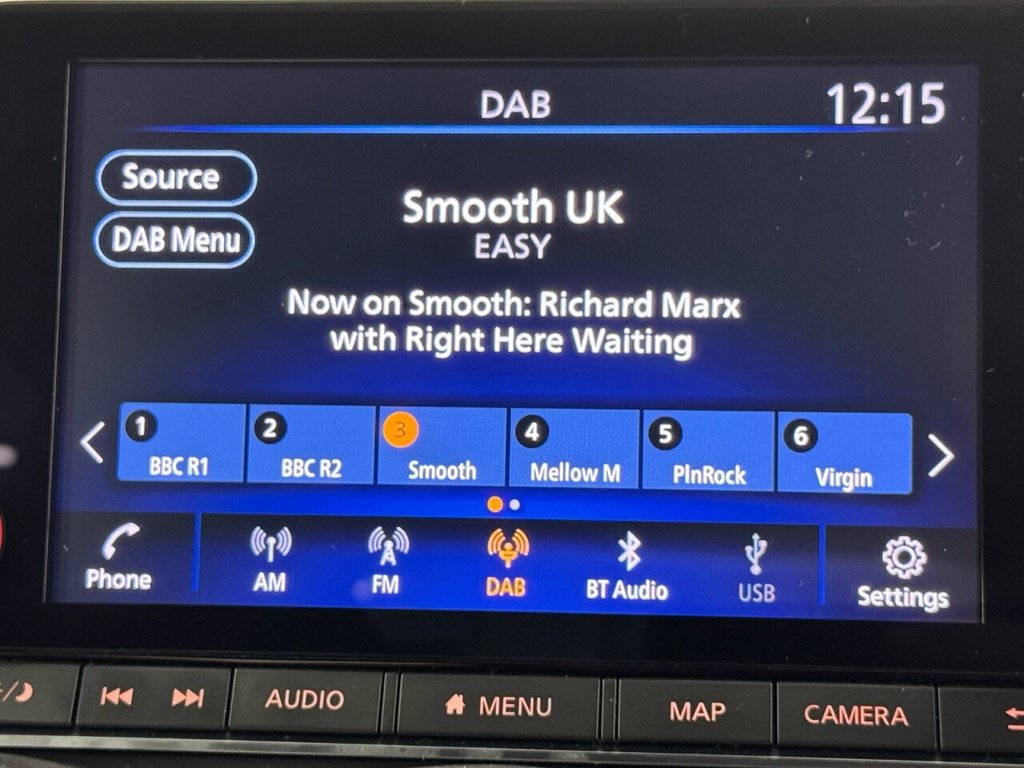 DAB
12:15
Source
DAB Menu
Smooth UK
EASY
Now on Smooth: Richard Marx
with Right Here Waiting
1
BBC R1
2
BBC R2
3
Smooth
4
Mellow M
5
PlnRock
6
Virgin
Phone
AM
FM
DAB
BT Audio
USB
Settings
AUDIO
MENU
MAP
CAMERA